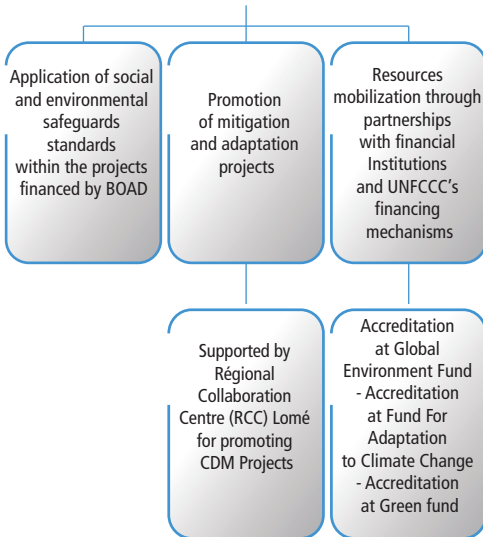 Application of social
and environmental
safeguards
standards
within the projects
financed by BOAD
Promotion
of mitigation
and adaptation
projects
Resources
mobilization through
partnerships
with financial
Institutions
and UNFCCC's
financing
mechanisms
Supported by
Régional
Collaboration
Centre (RCC) Lomé
for promoting
CDM Projects
Accreditation
at Global
Environment Fund
- Accreditation
at Fund For
Adaptation
to Climate Change
- Accreditation
at Green fund